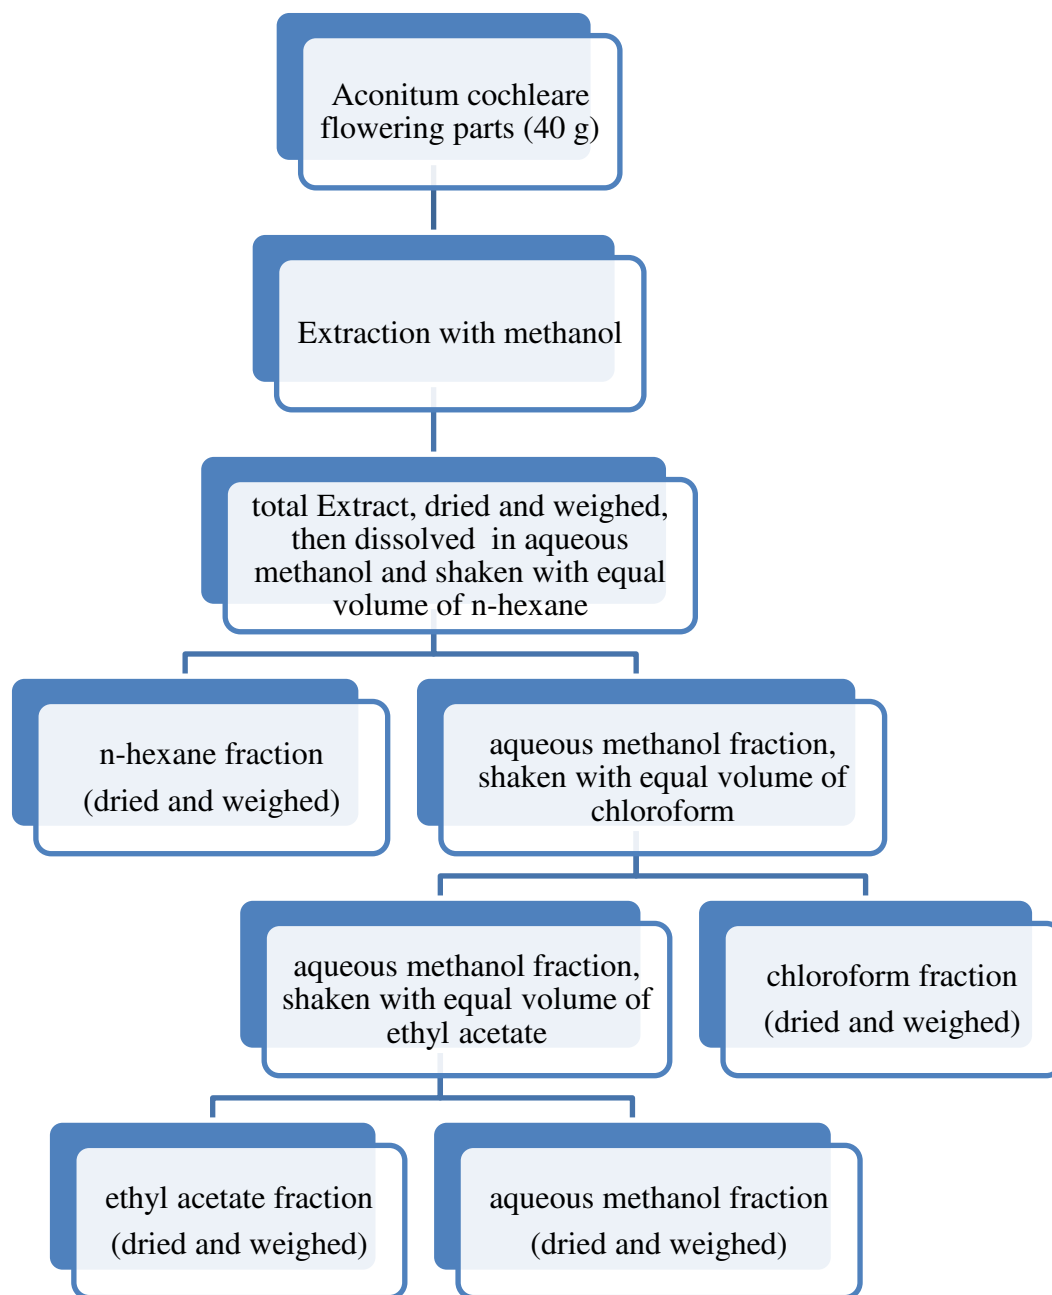 Aconitum cochleare
flowering parts (40 g)
Extraction with methanol
total Extract, dried and weighed,
then dissolved in aqueous
methanol and shaken with equal
volume of n-hexane
n-hexane fraction
(dried and weighed)
aqueous methanol fraction,
shaken with equal volume of
chloroform
aqueous methanol fraction,
shaken with equal volume of
ethyl acetate
chloroform fraction
(dried and weighed)
ethyl acetate fraction
(dried and weighed)
aqueous methanol fraction
(dried and weighed)